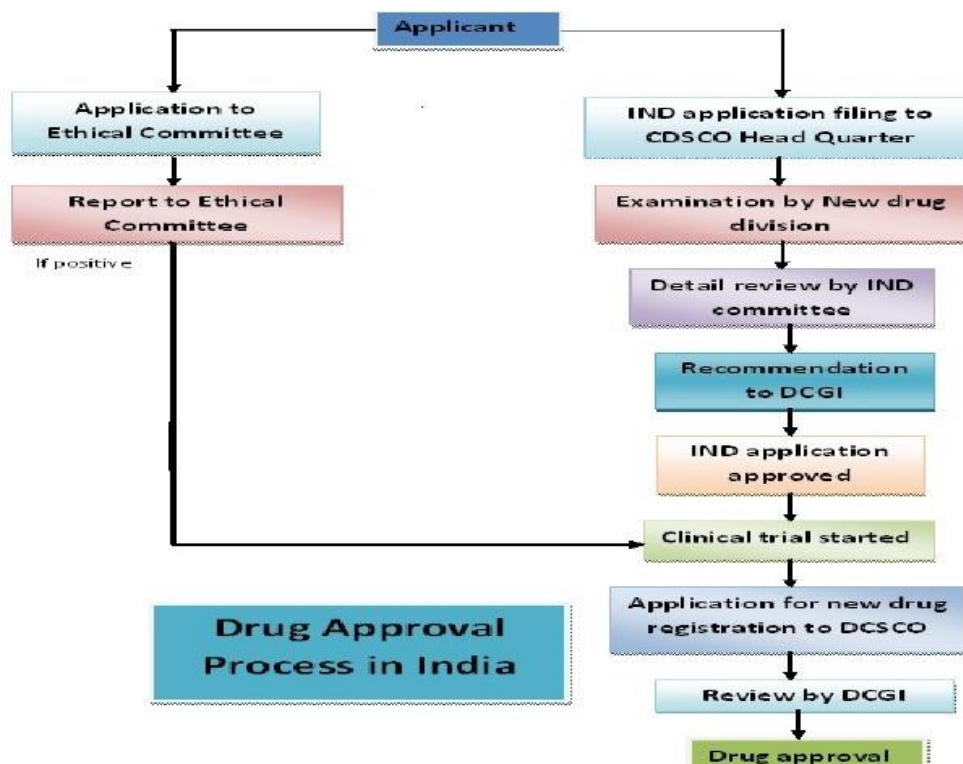 Applicant
Application to
Ethical Committee
Report to Ethical
Committee
If positive
IND application filing to
CDSCO Head Quarter
Examination by New drug
division
Detail review by IND
committee
Recommendation
to DCGI
IND application
approved
Clinical trial started
Application for new drug
registration to DCSCO
Review by DCGI
Drug approval
Drug Approval
Process in India